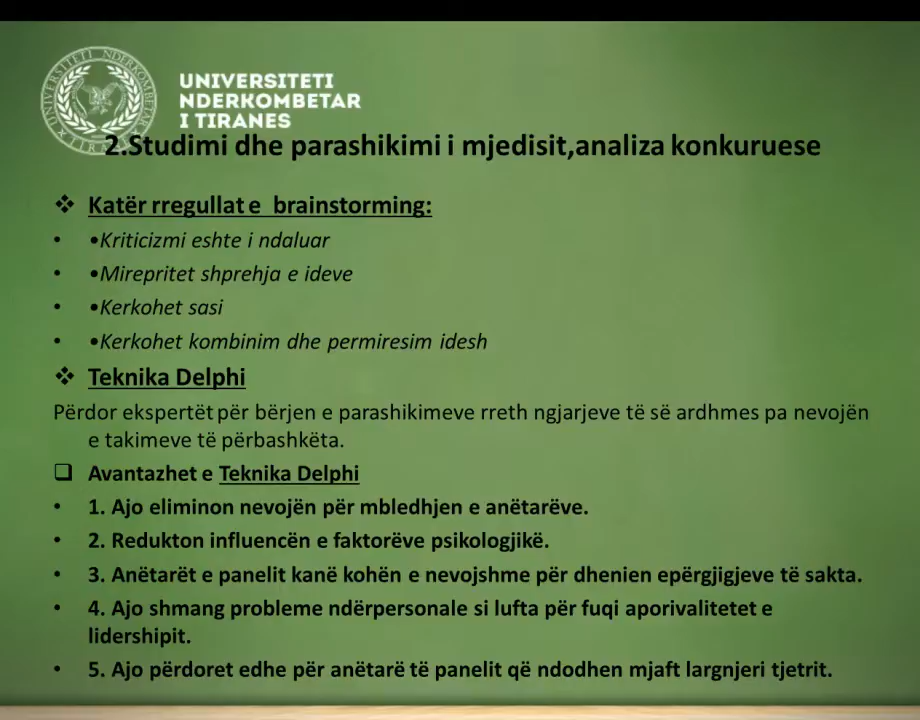 UNIVERSITETI
NDERKOMBETAR
I TIRANES
2.Studimi dhe parashikimi i mjedisit,analiza konkuruese
❖ Katër rregullat e brainstorming:
• •Kriticizmi eshte i ndaluar
• •Mirepritet shprehja e ideve
• •Kerkohet sasi
• •Kerkohet kombinim dhe permiresim idesh
❖ Teknika Delphi
Përdor ekspertët për bërjen e parashikimeve rreth ngjarjeve të së ardhmes pa nevojën
e takimeve të përbashkëta.
❑ Avantazhet e Teknika Delphi
• 1. Ajo eliminon nevojën për mbledhjen e anëtarëve.
• 2. Redukton influencën e faktorëve psikologjikë.
• 3. Anëtarët e panelit kanë kohën e nevojshme për dhenien epërgjigjeve të sakta.
• 4. Ajo shmang probleme ndërpersonale si lufta për fuqi aporivalitetet e
lidershipit.
• 5. Ajo përdoret edhe për anëtarë të panelit që ndodhen mjaft largnjeri tjetrit.